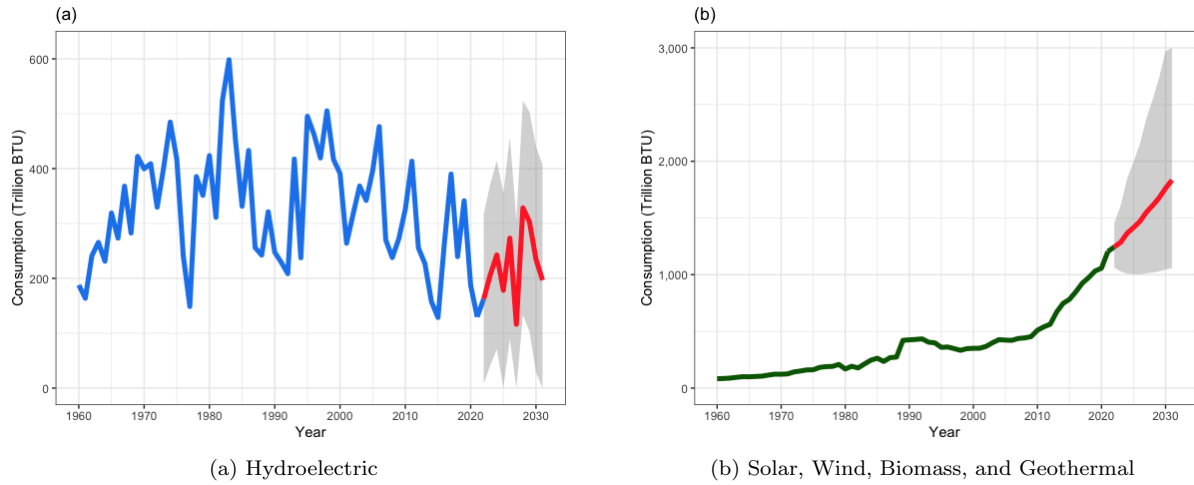 (a)
Consumption (Trillion BTU)
600
400
200
0
1960 1970 1980 1990 2000 2010 2020 2030
Year
(a) Hydroelectric
(b)
Consumption (Trillion BTU)
3,000
2,000
1,000
0
1960 1970 1980 1990 2000 2010 2020 2030
Year
(b) Solar, Wind, Biomass, and Geothermal